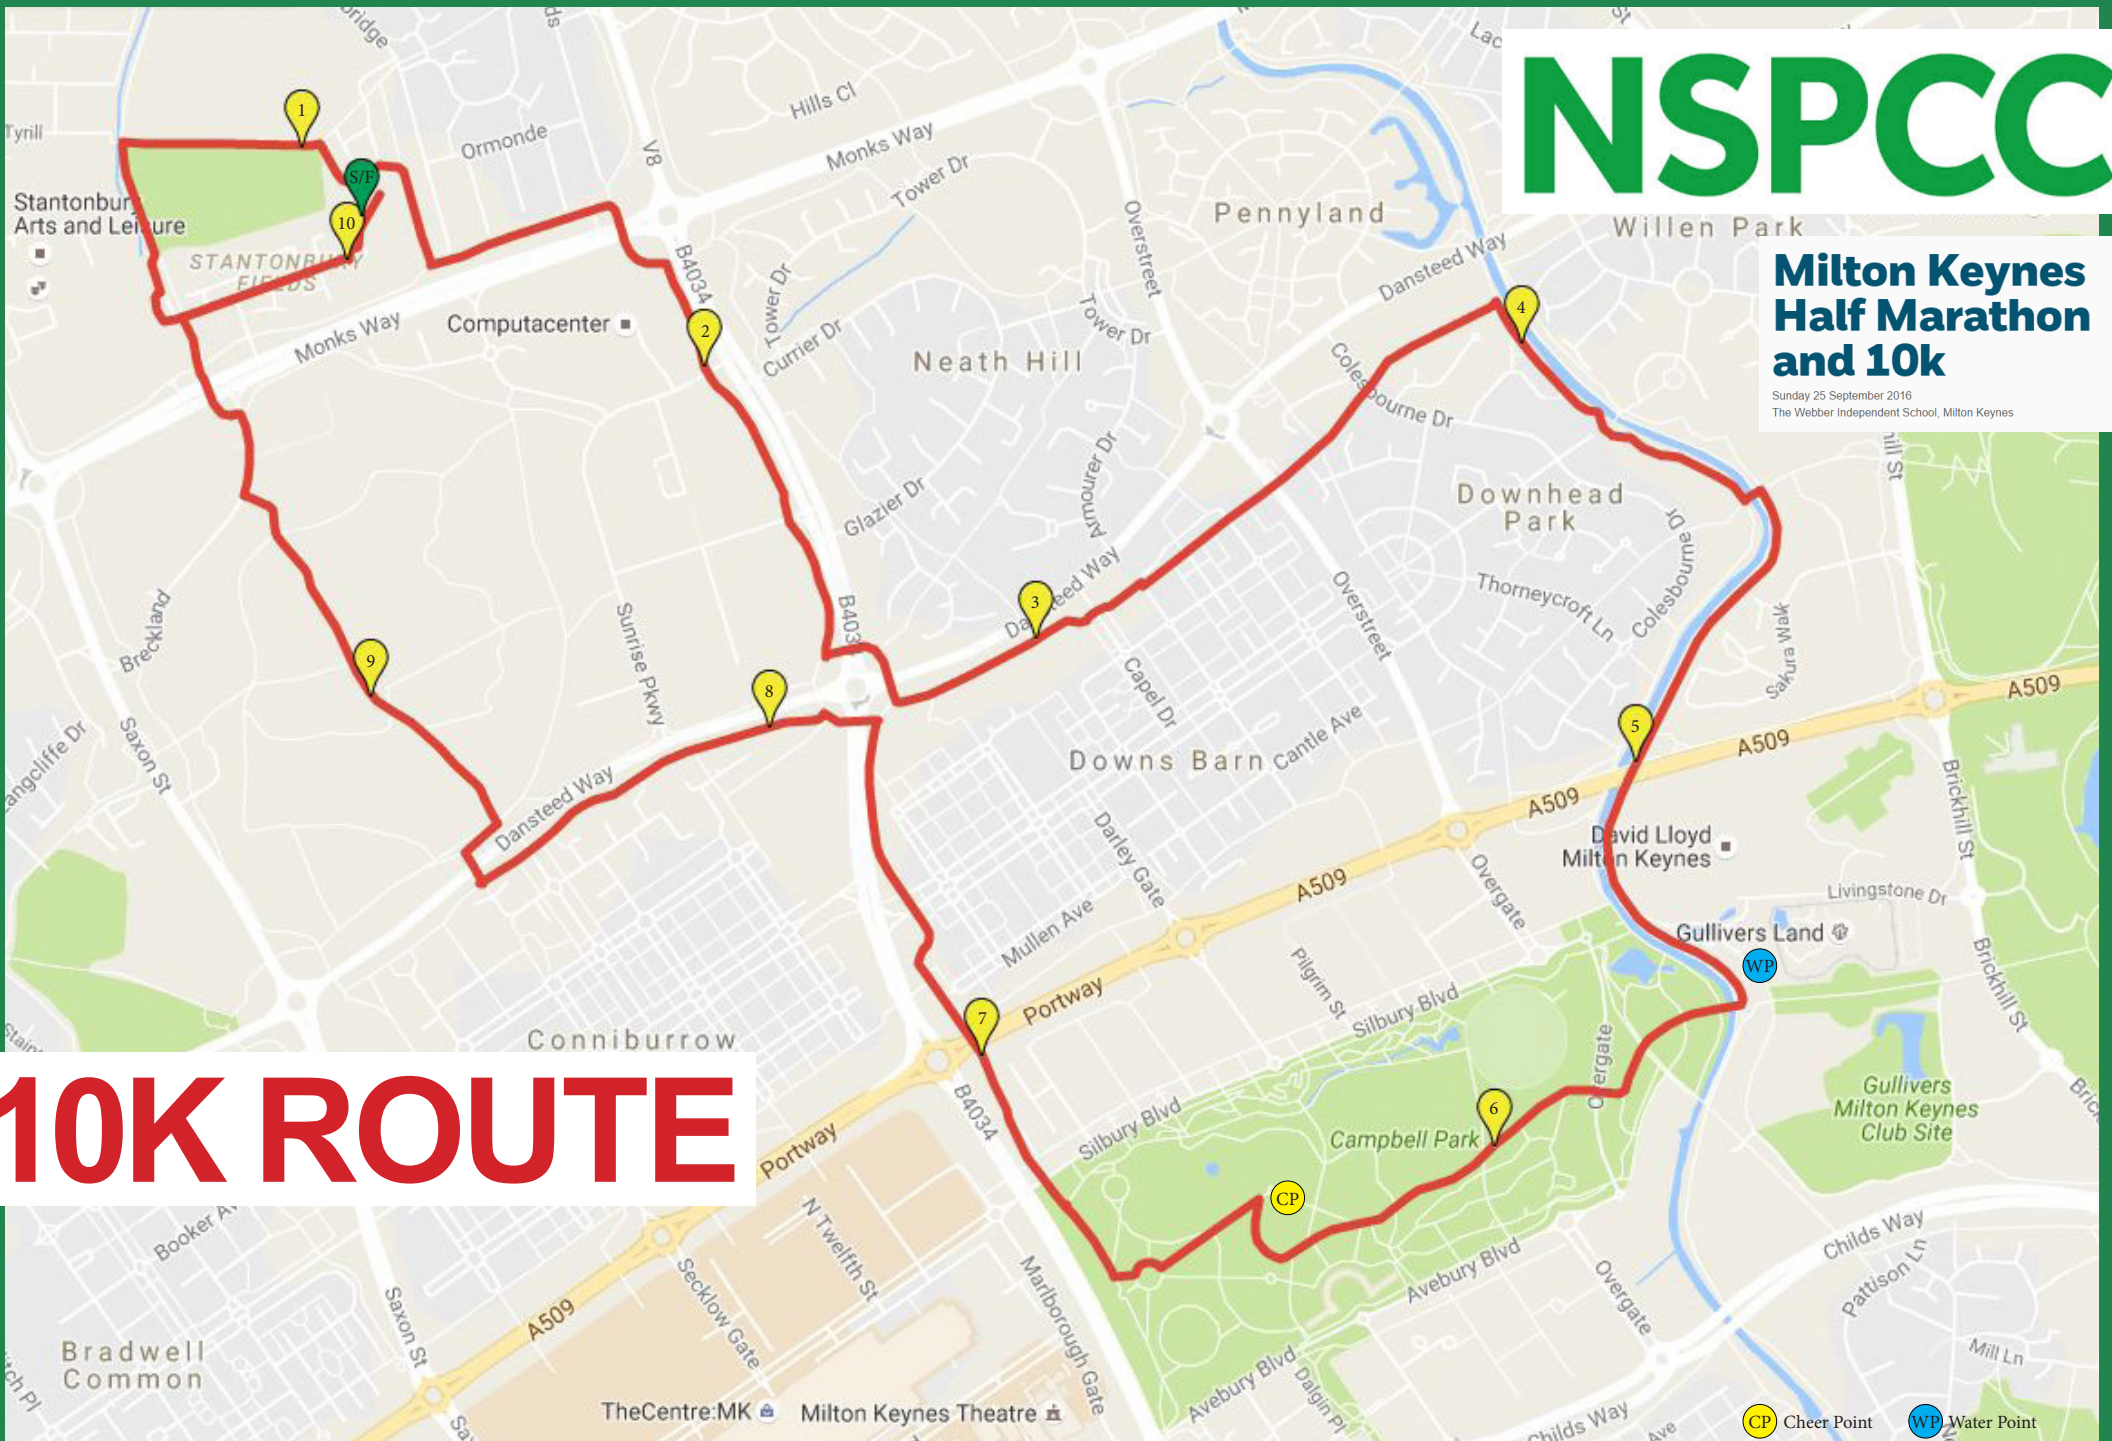 NSPCC
Milton Keynes
Half Marathon
and 10k
Sunday 25 September 2016
The Webber Independent School, Milton Keynes
10K ROUTE
Tyrill
Ormonde
V8
Hills Cl
Monks Way
Tower Dr
Overstreet
Pennyland
Willen Park
Dansteed Way
1
S/F
10
Stantonbury
Arts and Leisure
STANTONBURY
FIELDS
Monks Way
Computacenter
B4034
2
Tower Dr
Currier Dr
Neath Hill
Tower Dr
4
Colesbourne Dr
Glazier Dr
Armourer Dr
Downhead
Park
Colesbourne Dr
Thorneycroft Ln
Sakura Walk
Breckland
Sunrise Pkwy
3
Dansteed Way
Overstreet
9
8
Capel Dr
5
A509
A509
Saxon St
Downs Barn
Cantle Ave
Dansteed Way
A509
Brickhill St
Darley Gate
David Lloyd
Milton Keynes
Overgate
Livingstone Dr
A509
Mullen Ave
Gullivers Land
WP
Brickhill St
Pilgrim St
Silbury Blvd
7
Portway
Conniburrow
Overgate
B4034
Silbury Blvd
6
Campbell Park
Gullivers
Milton Keynes
Club Site
Portway
CP
N Twelfth St
Secklow Gate
Marlborough Gate
Avebury Blvd
Overgate
Childs Way
Pattison Ln
Saxon St
A509
Bradwell
Common
Mill Ln
Avebury Blvd
Dalgin Pl
TheCentre:MK
Milton Keynes Theatre
Childs Way
CP Cheer Point
WP Water Point